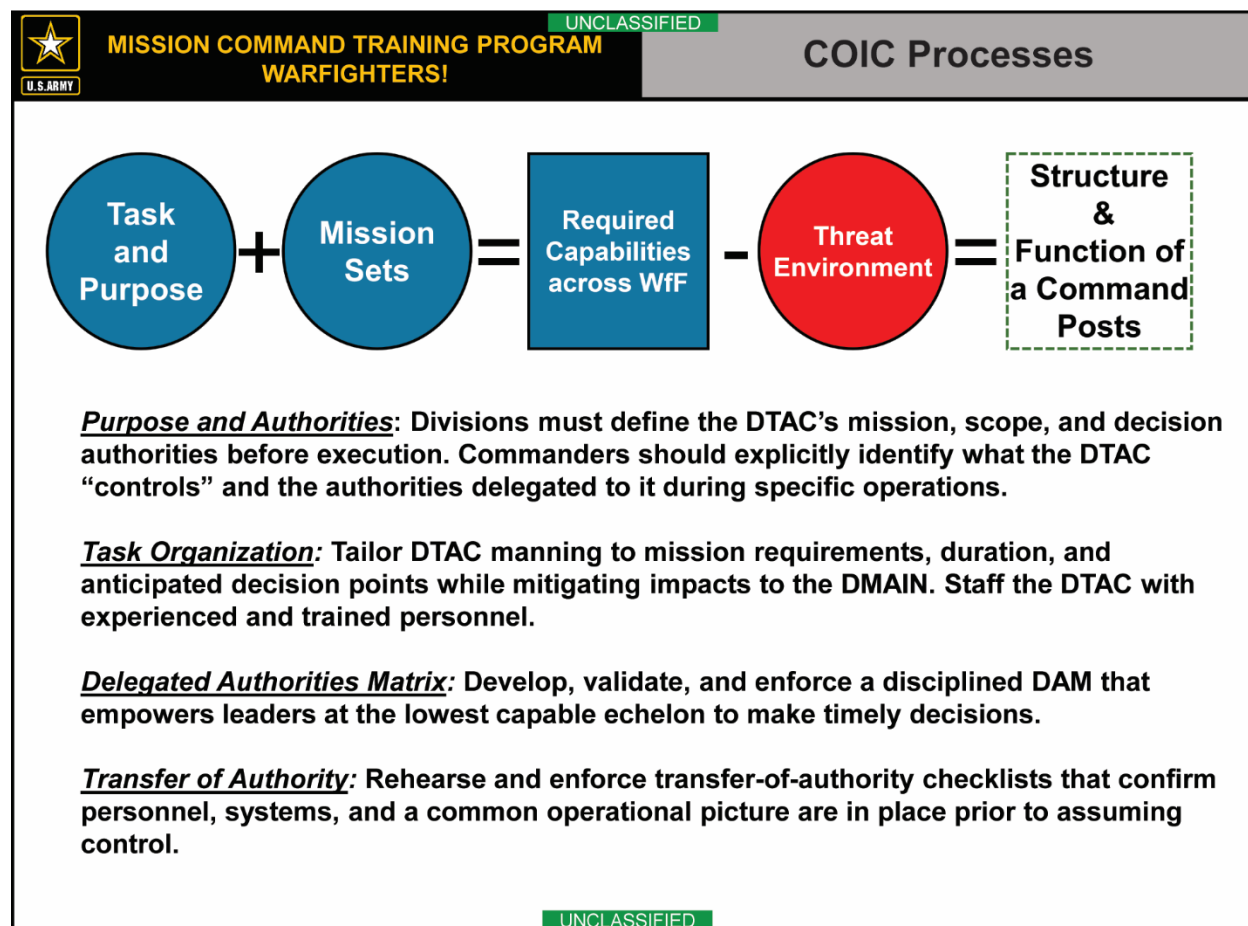 UNCLASSIFIED
U.S.ARMY
MISSION COMMAND TRAINING PROGRAM
WARFIGHTERS!
COIC Processes
Task
and
Purpose
+
Mission
Sets
=
Required
Capabilities
across WfF
-
Threat
Environment
=
Structure
&
Function of
a Command
Posts
Purpose and Authorities: Divisions must define the DTAC’s mission, scope, and decision
authorities before execution. Commanders should explicitly identify what the DTAC
“controls” and the authorities delegated to it during specific operations.
Task Organization: Tailor DTAC manning to mission requirements, duration, and
anticipated decision points while mitigating impacts to the DMAIN. Staff the DTAC with
experienced and trained personnel.
Delegated Authorities Matrix: Develop, validate, and enforce a disciplined DAM that
empowers leaders at the lowest capable echelon to make timely decisions.
Transfer of Authority: Rehearse and enforce transfer-of-authority checklists that confirm
personnel, systems, and a common operational picture are in place prior to assuming
control.
UNCLASSIFIED